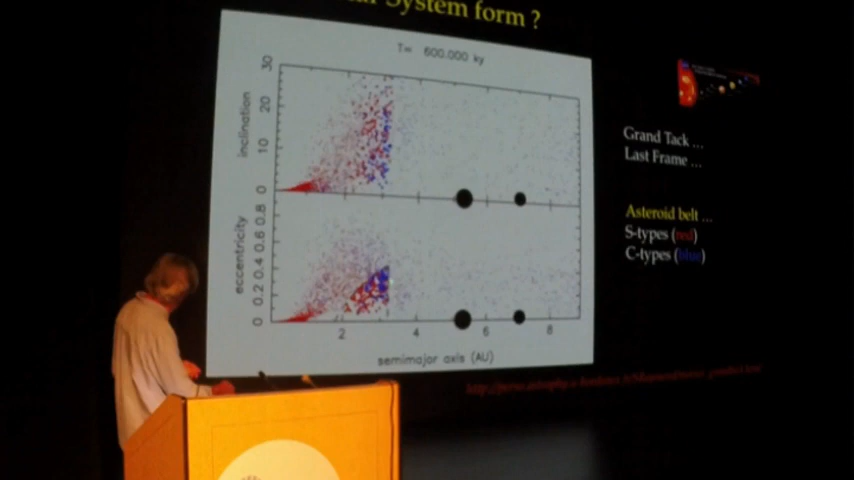 System form ?
T= 600.000 ky
30
20
10
0
inclination
0.8
0.6
0.4
0.2
0
eccentricity
2
4
6
8
semimajor axis (AU)
Grand Tack ...
Last Frame ...
Asteroid belt ...
S-types (red)
C-types (blue)